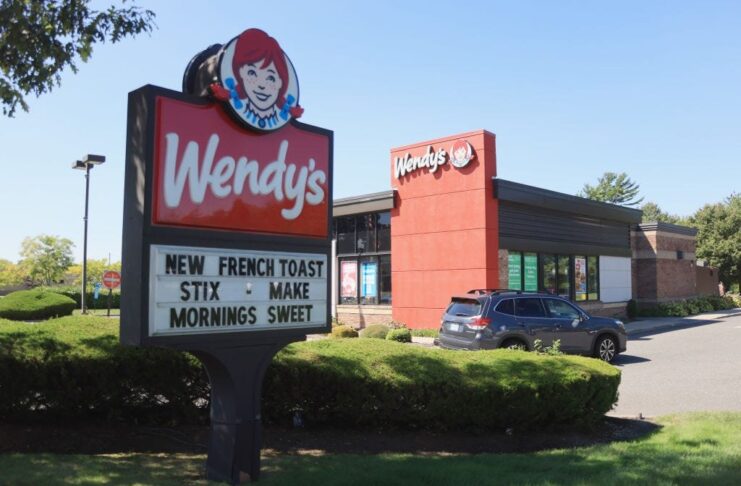 Wendy's
NEW FRENCH TOAST
STIX - MAKE
MORNINGS SWEET
Wendy's